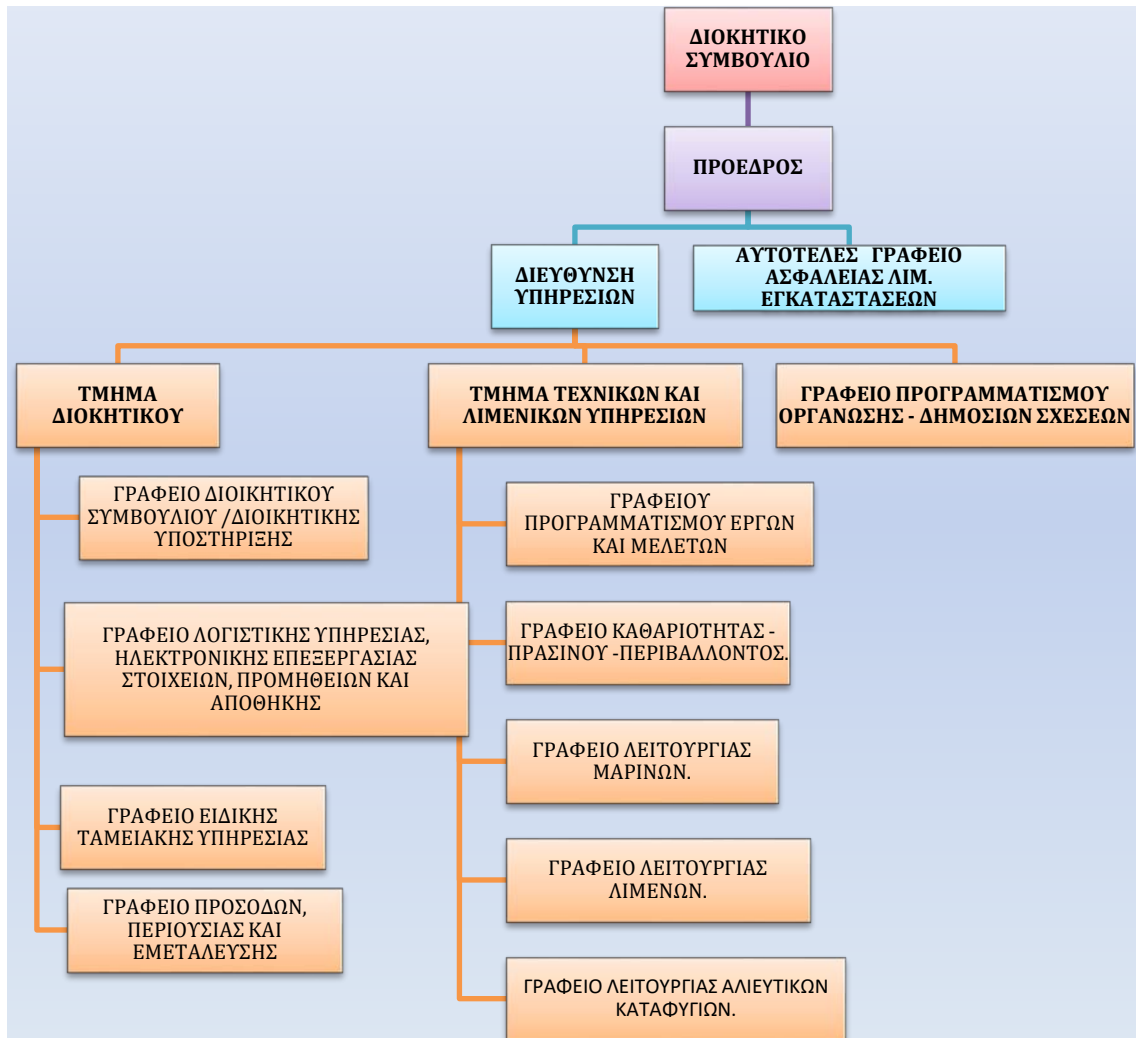 ΔΙΟΚΗΤΙΚΟ
ΣΥΜΒΟΥΛΙΟ
ΠΡΟΕΔΡΟΣ
ΔΙΕΥΘΥΝΣΗ
ΥΠΗΡΕΣΙΩΝ
ΑΥΤΟΤΕΛΕΣ ΓΡΑΦΕΙΟ
ΑΣΦΑΛΕΙΑΣ ΛΙΜ.
ΕΓΚΑΤΑΣΤΑΣΕΩΝ
ΤΜΗΜΑ
ΔΙΟΚΗΤΙΚΟΥ
ΤΜΗΜΑ ΤΕΧΝΙΚΩΝ ΚΑΙ
ΛΙΜΕΝΙΚΩΝ ΥΠΗΡΕΣΙΩΝ
ΓΡΑΦΕΙΟ ΠΡΟΓΡΑΜΜΑΤΙΣΜΟΥ
ΟΡΓΑΝΩΣΗΣ - ΔΗΜΟΣΙΩΝ ΣΧΕΣΕΩΝ
ΓΡΑΦΕΙΟ ΔΙΟΙΚΗΤΙΚΟΥ
ΣΥΜΒΟΥΛΙΟΥ /ΔΙΟΙΚΗΤΙΚΗΣ
ΥΠΟΣΤΗΡΙΞΗΣ
ΓΡΑΦΕΙΟ ΛΟΓΙΣΤΙΚΗΣ ΥΠΗΡΕΣΙΑΣ,
ΗΛΕΚΤΡΟΝΙΚΗΣ ΕΠΕΞΕΡΓΑΣΙΑΣ
ΣΤΟΙΧΕΙΩΝ, ΠΡΟΜΗΘΕΙΩΝ ΚΑΙ
ΑΠΟΘΗΚΗΣ
ΓΡΑΦΕΙΟ ΕΙΔΙΚΗΣ
ΤΑΜΕΙΑΚΗΣ ΥΠΗΡΕΣΙΑΣ
ΓΡΑΦΕΙΟ ΠΡΟΣΟΔΩΝ,
ΠΕΡΙΟΥΣΙΑΣ ΚΑΙ
ΕΜΕΤΑΛΕΥΣΗΣ
ΓΡΑΦΕΙΟΥ
ΠΡΟΓΡΑΜΜΑΤΙΣΜΟΥ ΕΡΓΩΝ
ΚΑΙ ΜΕΛΕΤΩΝ
ΓΡΑΦΕΙΟ ΚΑΘΑΡΙΟΤΗΤΑΣ -
ΠΡΑΣΙΝΟΥ -ΠΕΡΙΒΑΛΛΟΝΤΟΣ.
ΓΡΑΦΕΙΟ ΛΕΙΤΟΥΡΓΙΑΣ
ΜΑΡΙΝΩΝ.
ΓΡΑΦΕΙΟ ΛΕΙΤΟΥΡΓΙΑΣ
ΛΙΜΕΝΩΝ.
ΓΡΑΦΕΙΟ ΛΕΙΤΟΥΡΓΙΑΣ ΑΛΙΕΥΤΙΚΩΝ
ΚΑΤΑΦΥΓΙΩΝ.